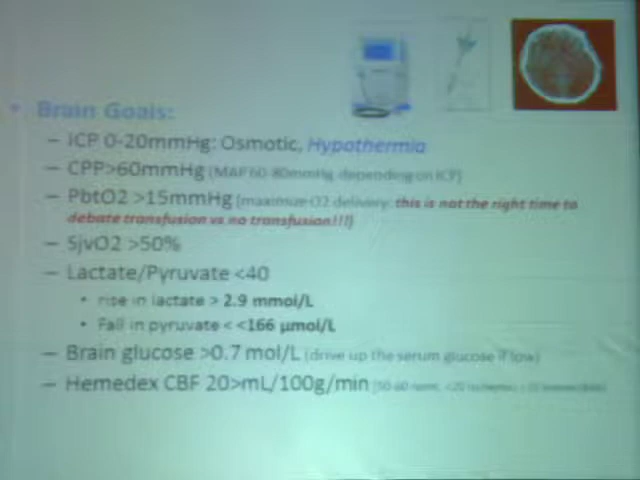 • Brain Goals:
– ICP 0-20mmHg: Osmotic, Hypothermia
– CPP>60mmHg (MAP 60-80mmHg depending on ICP)
– PbtO2 >15mmHg (maximize O2 delivery: this is not the right time to
debate transfusion vs no transfusion!!!)
– SjvO2 >50%
– Lactate/Pyruvate <40
• rise in lactate > 2.9 mmol/L
• Fall in pyruvate < <166 µmol/L
– Brain glucose >0.7 mol/L (drive up the serum glucose if low)
– Hemedex CBF 20>mL/100g/min